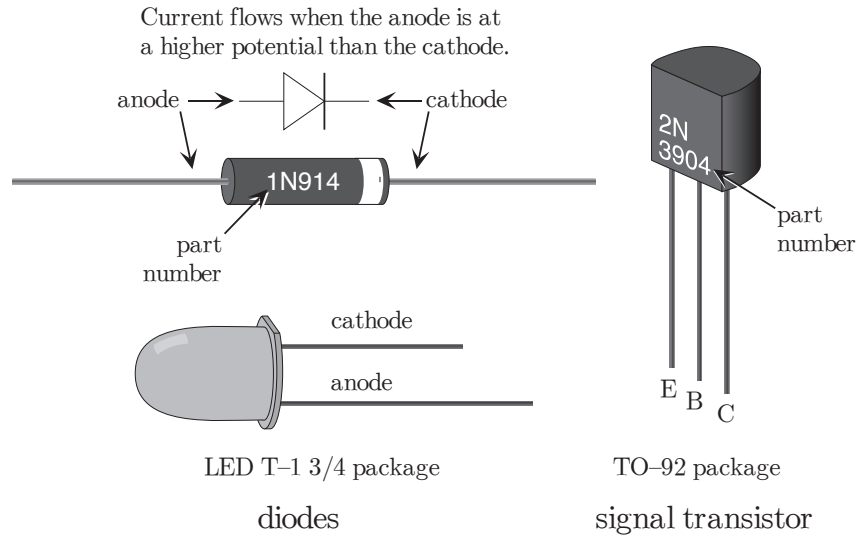 Current flows when the anode is at
a higher potential than the cathode.
anode
cathode
1N914
part
number
cathode
anode
LED T–1 3/4 package
diodes
2N
3904
part
number
E
B
C
TO–92 package
signal transistor